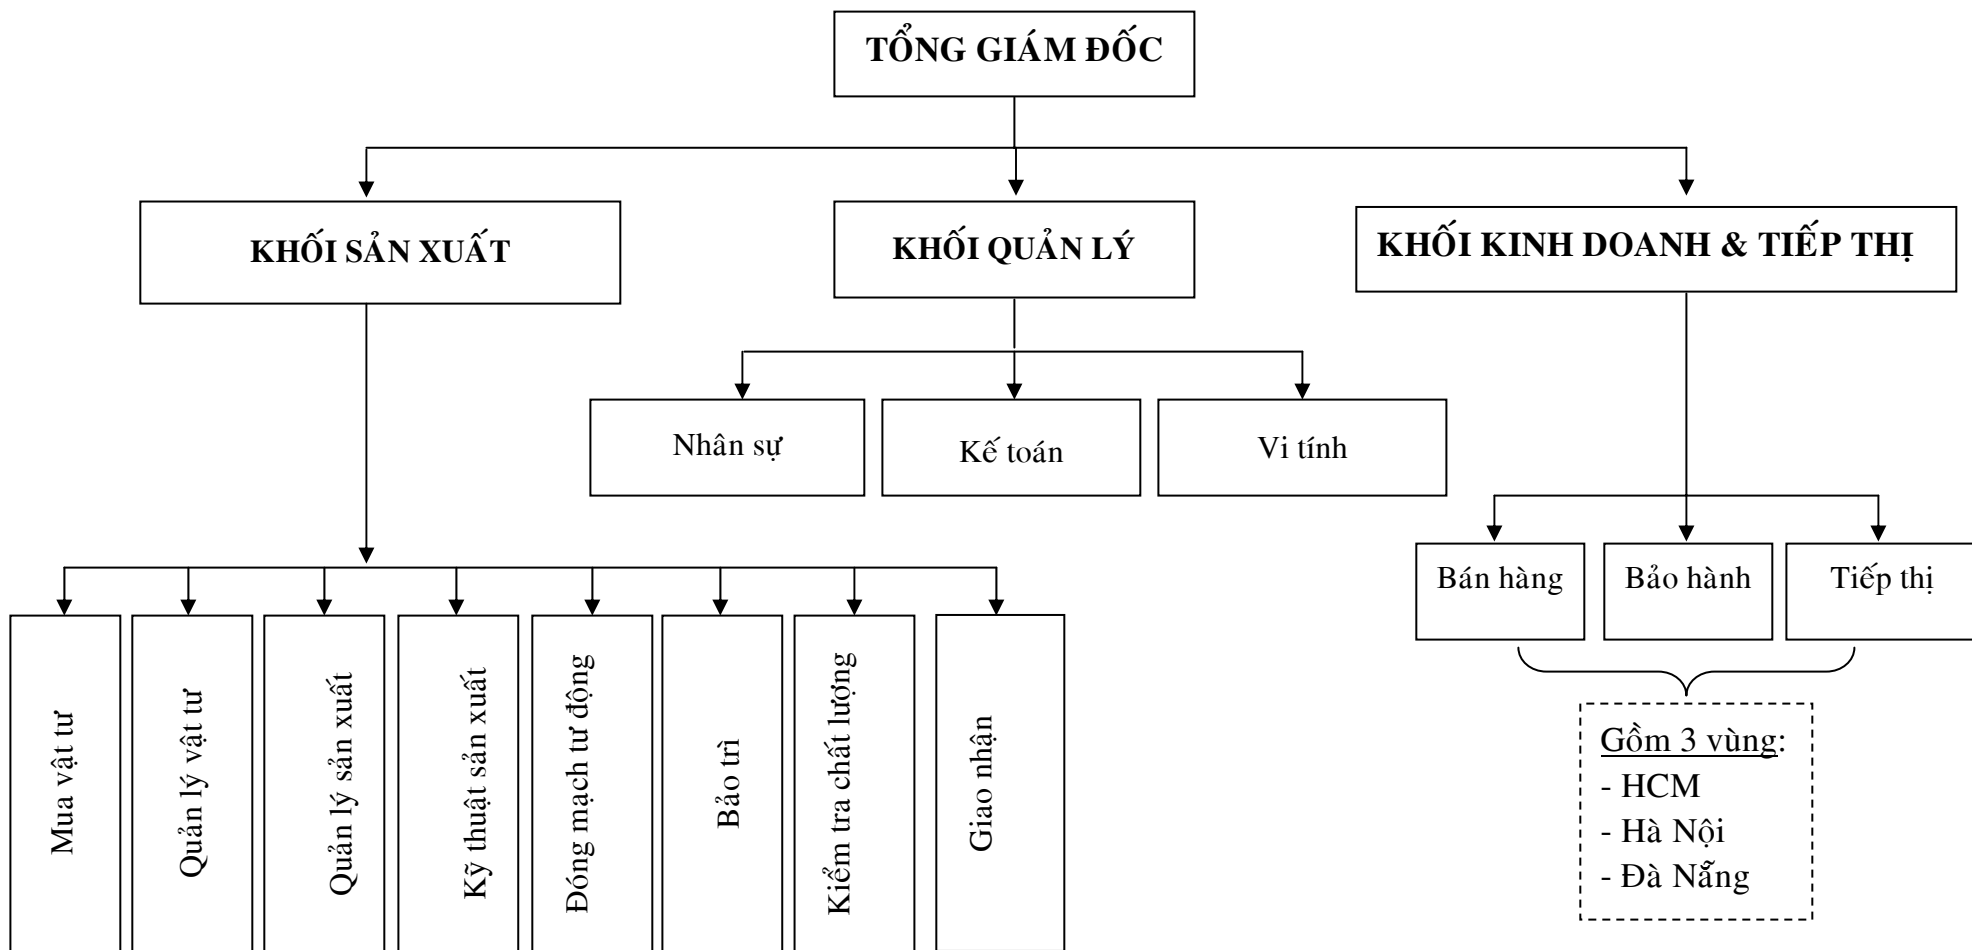 TỔNG GIÁM ĐỐC
KHỐI SẢN XUẤT
KHỐI QUẢN LÝ
KHỐI KINH DOANH & TIẾP THỊ
Nhân sự
Kế toán
Vi tính
Bán hàng
Bảo hành
Tiếp thị
Mua vật tư
Quản lý vật tư
Quản lý sản xuất
Kỹ thuật sản xuất
Đóng mạch tư động
Bảo trì
Kiểm tra chất lượng
Giao nhận
Gồm 3 vùng:
- HCM
- Hà Nội
- Đà Nẵng